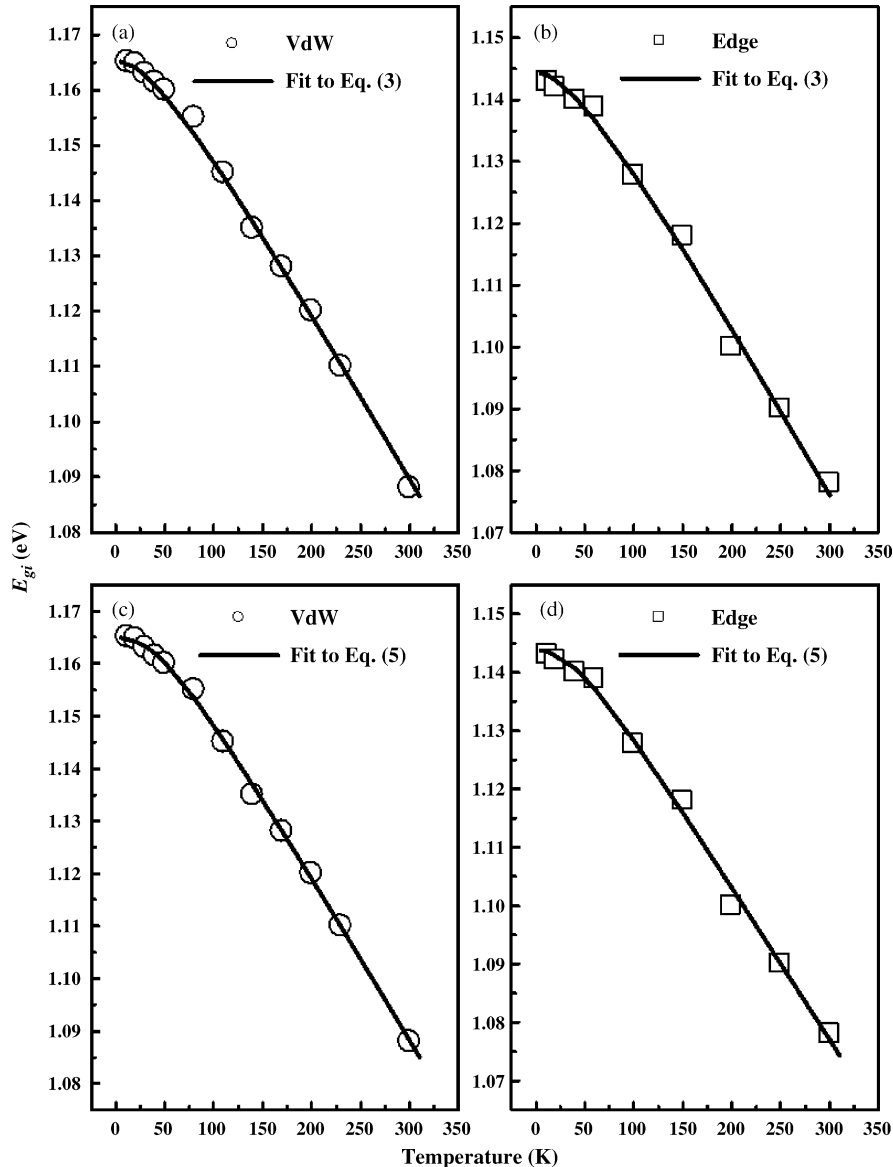 (a) VdW
Fit to Eq. (3)
1.17
1.16
1.15
1.14
1.13
1.12
1.11
1.10
1.09
1.08
0 50 100 150 200 250 300 350
(b) Edge
Fit to Eq. (3)
1.15
1.14
1.13
1.12
1.11
1.10
1.09
1.08
1.07
0 50 100 150 200 250 300 350
E_{gi} (eV)
(c) VdW
Fit to Eq. (5)
1.17
1.16
1.15
1.14
1.13
1.12
1.11
1.10
1.09
1.08
0 50 100 150 200 250 300 350
(d) Edge
Fit to Eq. (5)
1.15
1.14
1.13
1.12
1.11
1.10
1.09
1.08
1.07
0 50 100 150 200 250 300 350
Temperature (K)